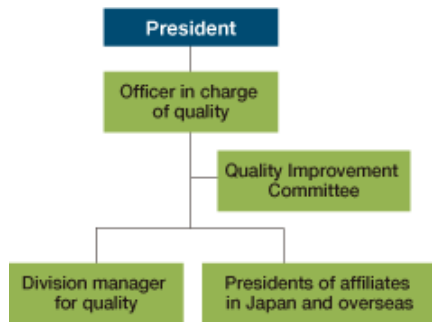 President
Officer in charge
of quality
Quality Improvement
Committee
Division manager
for quality
Presidents of affiliates
in Japan and overseas